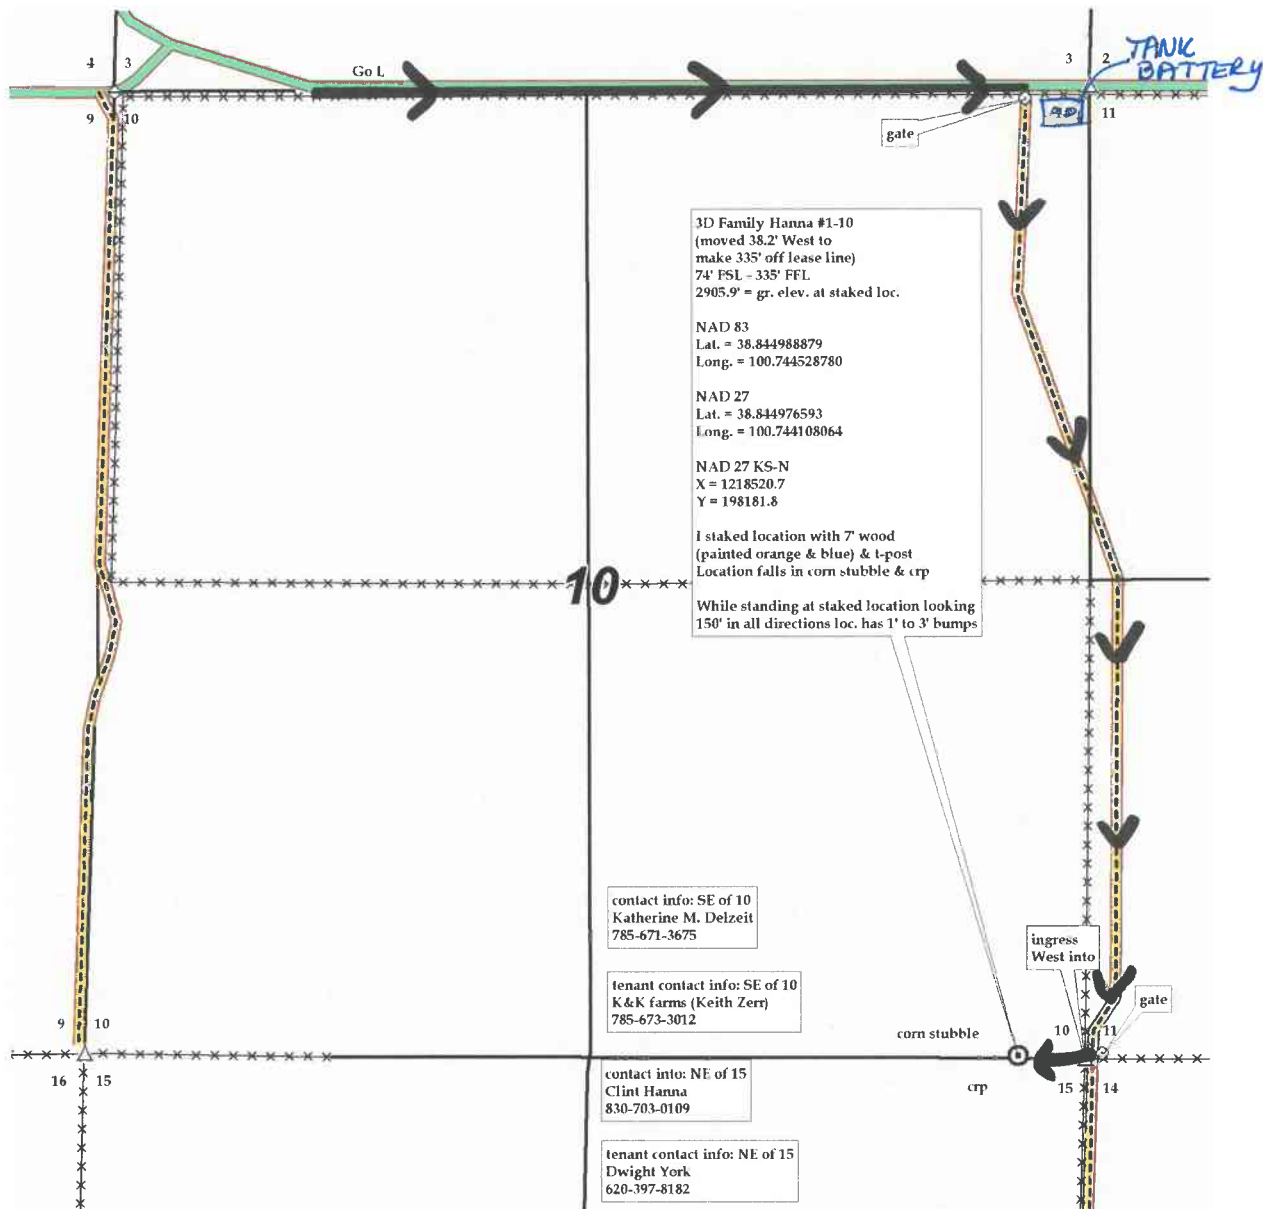 4 3
Go L
3 2
TANK
BATTERY
9 10
11
gate
3D Family Hanna #1-10
(moved 38.2' West to
make 335' off lease line)
74' FSL - 335' FFL
2905.9' = gr. elev. at staked loc.
NAD 83
Lat. = 38.844988879
Long. = 100.744528780
NAD 27
Lat. = 38.844976593
Long. = 100.744108064
NAD 27 KS-N
X = 1218520.7
Y = 198181.8
I staked location with 7' wood
(painted orange & blue) & t-post
Location falls in corn stubble & crp
While standing at staked location looking
150' in all directions loc. has 1' to 3' bumps
10
contact info: SE of 10
Katherine M. Delzeit
785-671-3675
ingress
West into
tenant contact info: SE of 10
K&K farms (Keith Zerr)
785-673-3012
gate
9 10
corn stubble
10 11
16 15
contact info: NE of 15
Clint Hanna
830-703-0109
crp
15 14
tenant contact info: NE of 15
Dwight York
620-397-8182